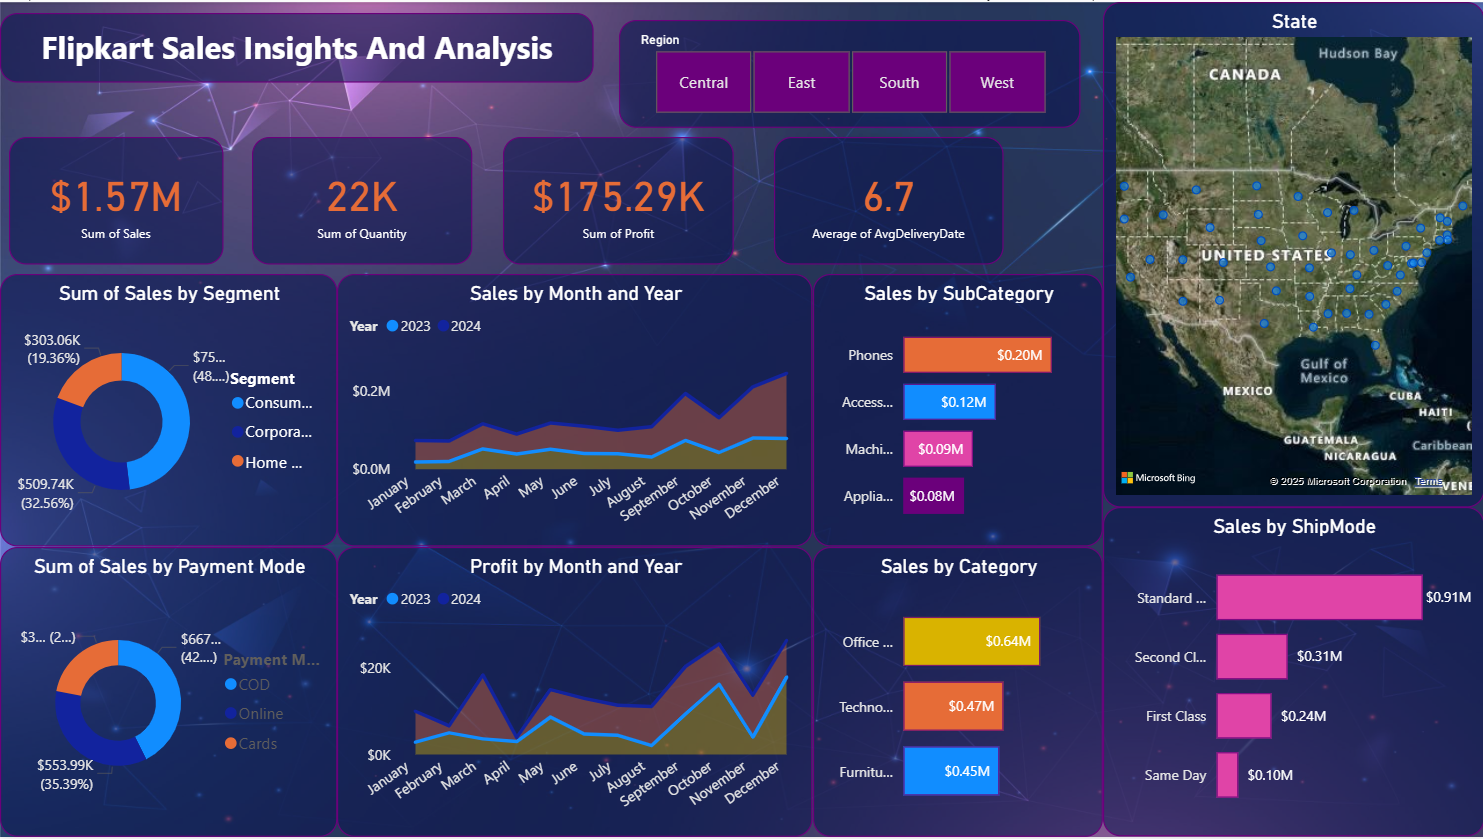 Flipkart Sales Insights And Analysis
Region
Central
East
South
West
$1.57M
Sum of Sales
22K
Sum of Quantity
$175.29K
Sum of Profit
6.7
Average of AvgDeliveryDate
State
Hudson Bay
CANADA
UNITED STATES
Gulf of
Mexico
MEXICO
CUBA
HAITI
GUATEMALA
Caribbean
NICARAGUA
VENE
Microsoft Bing
© 2025 Microsoft Corporation
Terms
Sum of Sales by Segment
$303.06K
(19.36%)
$75...
(48....)
Segment
Consum...
Corpora...
Home ...
$509.74K
(32.56%)
Sales by Month and Year
Year
2023
2024
$0.2M
$0.0M
January
February
March
April
May
June
July
August
September
October
November
December
Sales by SubCategory
Phones
$0.20M
Access...
$0.12M
Machi...
$0.09M
Applia...
$0.08M
Sum of Sales by Payment Mode
$3... (2...)
$667...
(42....)
Payment M...
COD
Online
Cards
$553.99K
(35.39%)
Profit by Month and Year
Year
2023
2024
$20K
$0K
January
February
March
April
May
June
July
August
September
October
November
December
Sales by Category
Office ...
$0.64M
Techno...
$0.47M
Furnitu...
$0.45M
Sales by ShipMode
Standard ...
$0.91M
Second Cl...
$0.31M
First Class
$0.24M
Same Day
$0.10M